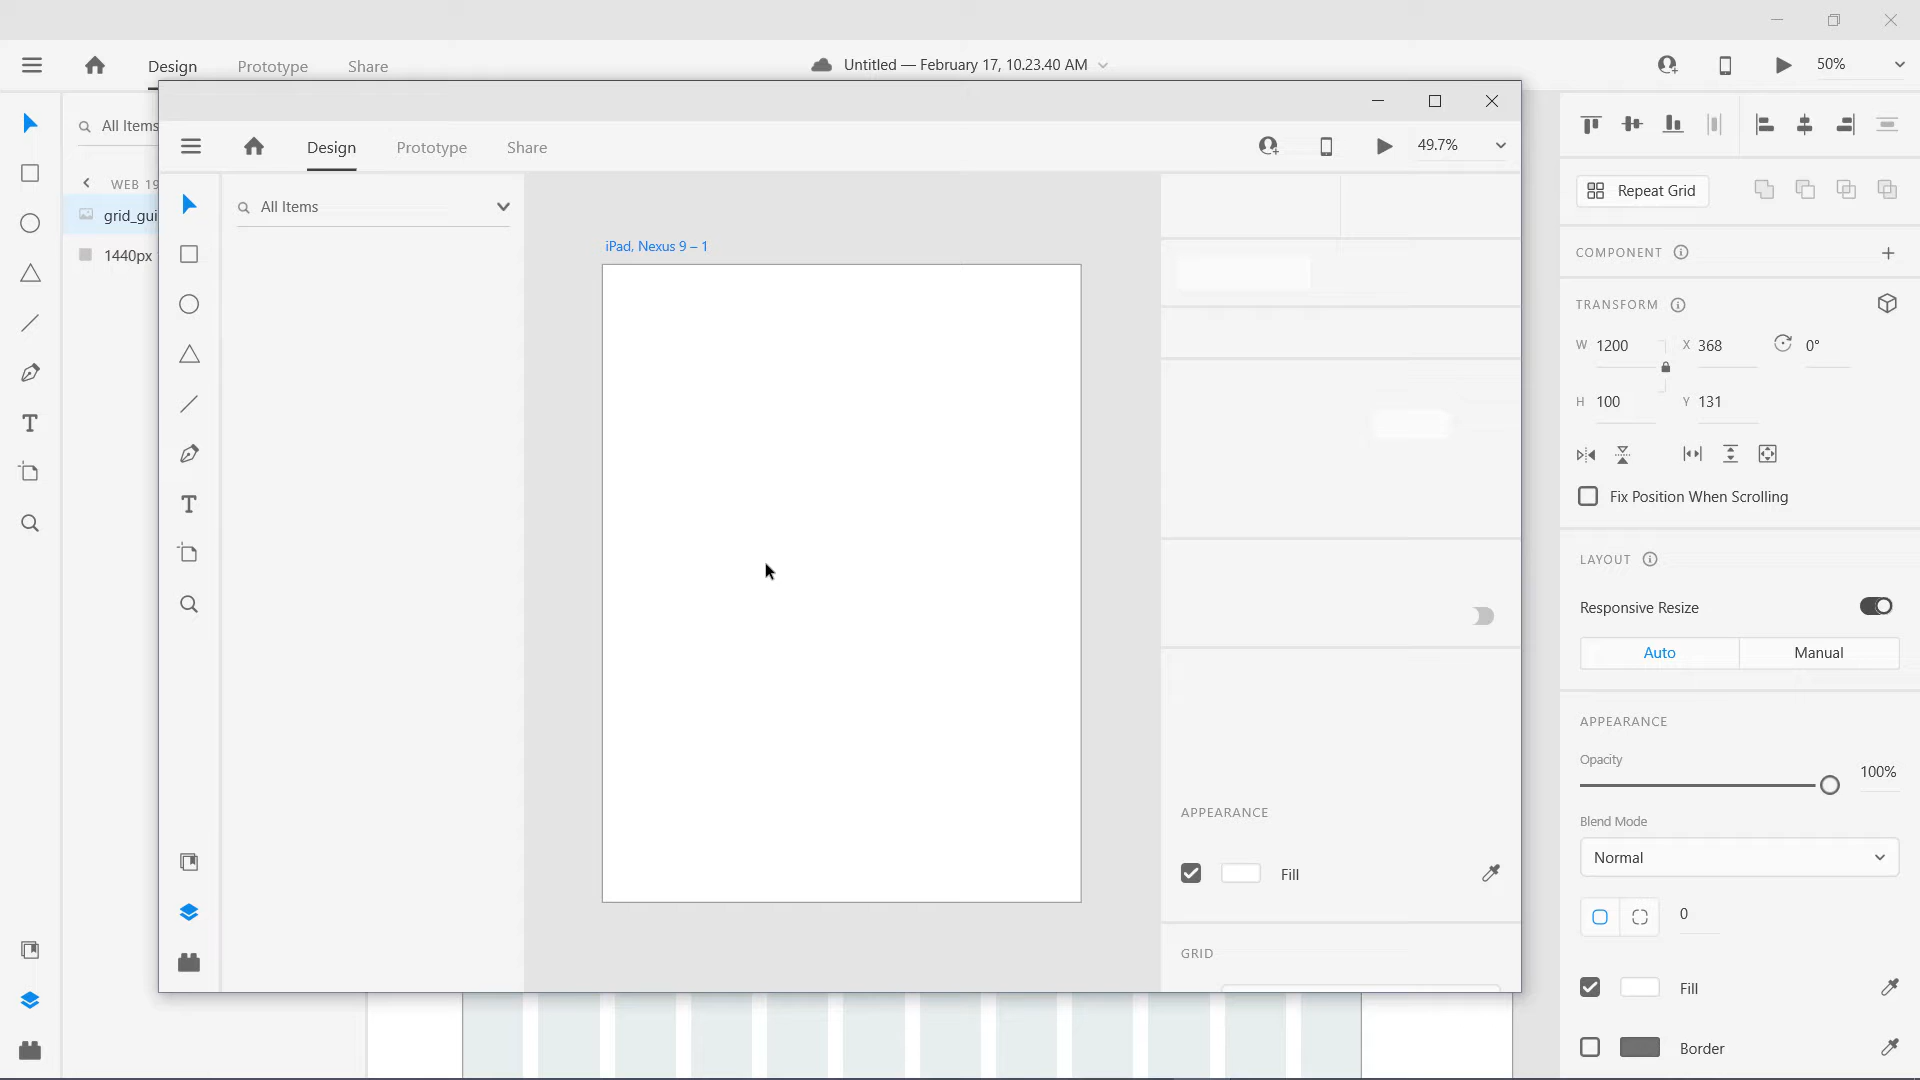 Design
Prototype
Share
Untitled — February 17, 10.23.40 AM
50%
All Items
WEB 19
grid_gui
1440px
Design
Prototype
Share
49.7%
All Items
iPad, Nexus 9 – 1
APPEARANCE
Fill
GRID
Repeat Grid
COMPONENT
TRANSFORM
W 1200
X 368
0°
H 100
Y 131
Fix Position When Scrolling
LAYOUT
Responsive Resize
Auto
Manual
APPEARANCE
Opacity
100%
Blend Mode
Normal
0
Fill
Border